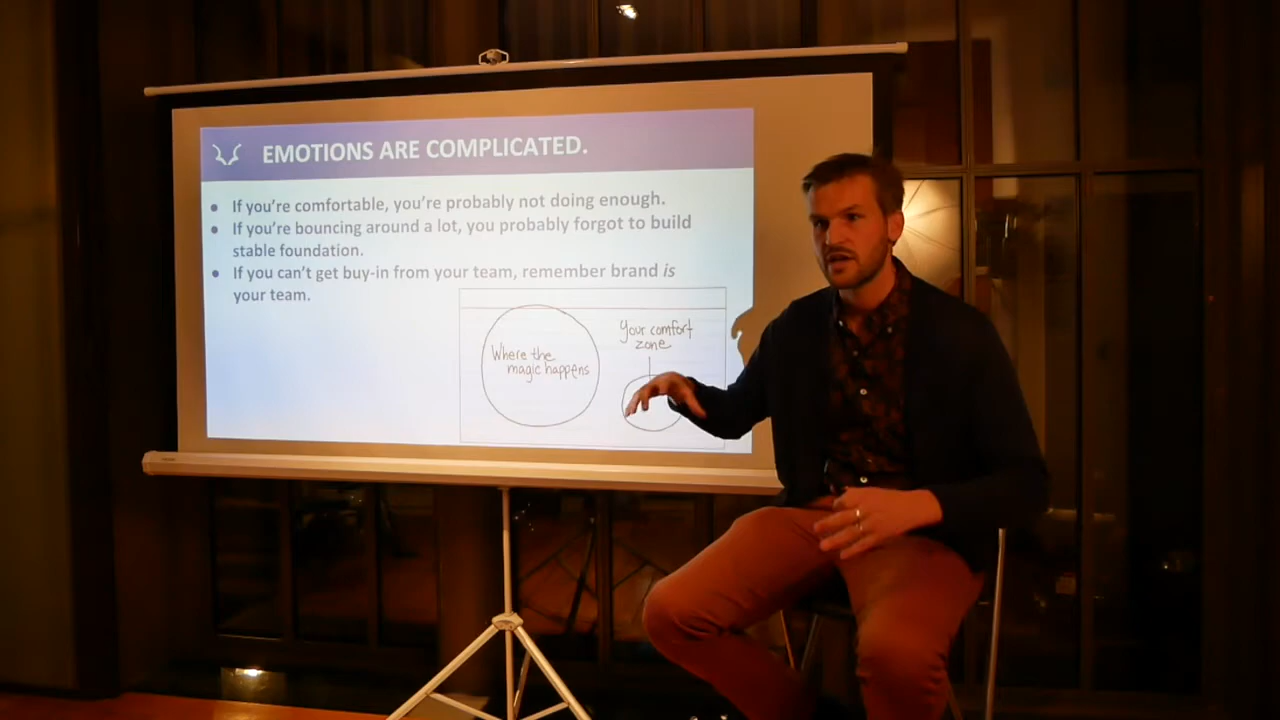 EMOTIONS ARE COMPLICATED.
● If you're comfortable, you're probably not doing enough.
● If you're bouncing around a lot, you probably forgot to build
stable foundation.
● If you can't get buy-in from your team, remember brand is
your team.
Where the
magic happens
Your comfort
zone